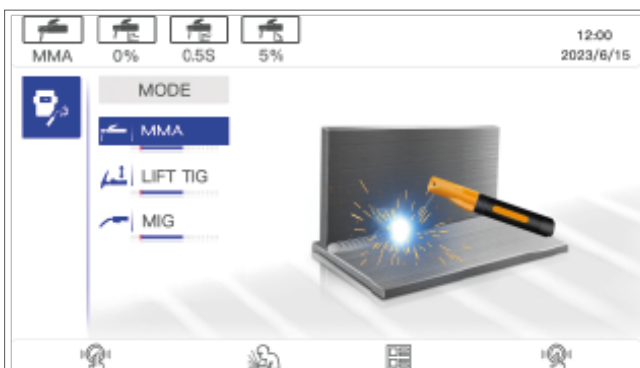 MMA 0% 0.5S 5%
12:00
2023/6/15
MODE
MMA
LIFT TIG
MIG